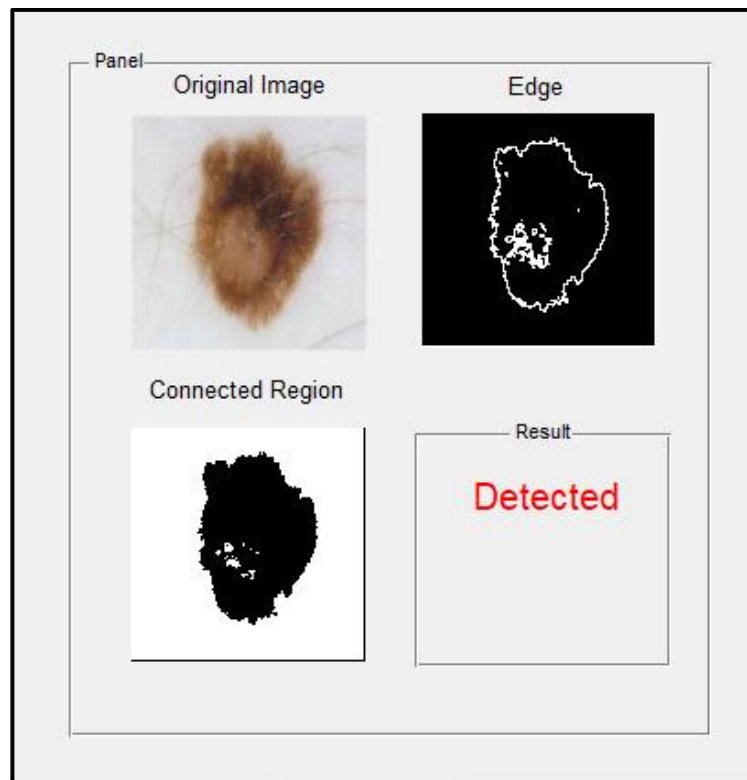 Panel
Original Image
Edge
Connected Region
Result
Detected